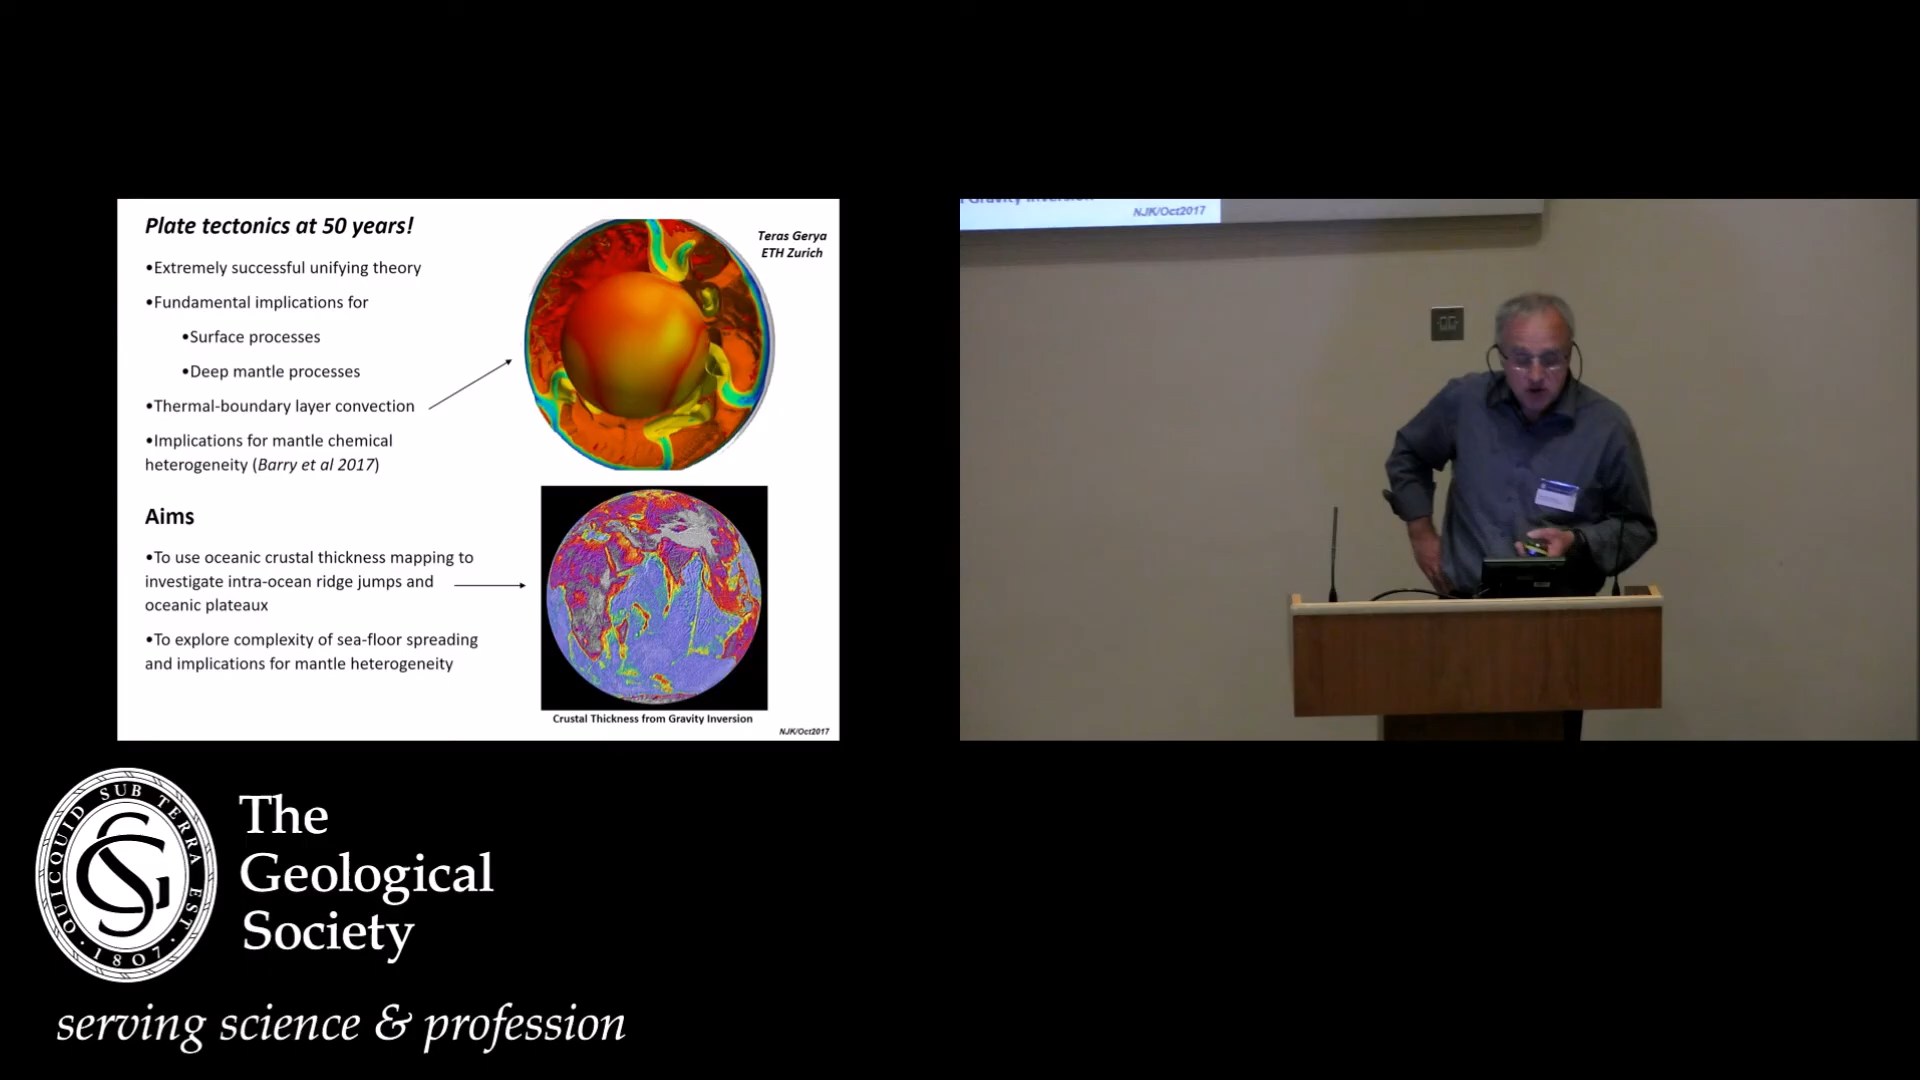 Plate tectonics at 50 years!
•Extremely successful unifying theory
•Fundamental implications for
•Surface processes
•Deep mantle processes
•Thermal-boundary layer convection
•Implications for mantle chemical
heterogeneity (Barry et al 2017)
Teras Gerya
ETH Zurich
Aims
•To use oceanic crustal thickness mapping to
investigate intra-ocean ridge jumps and
oceanic plateaux
•To explore complexity of sea-floor spreading
and implications for mantle heterogeneity
Crustal Thickness from Gravity Inversion
NJK/Oct2017
Gravity Inversion
NJK/Oct2017
QUICQUID SUB TERRA EST
1807
The
Geological
Society
serving science & profession